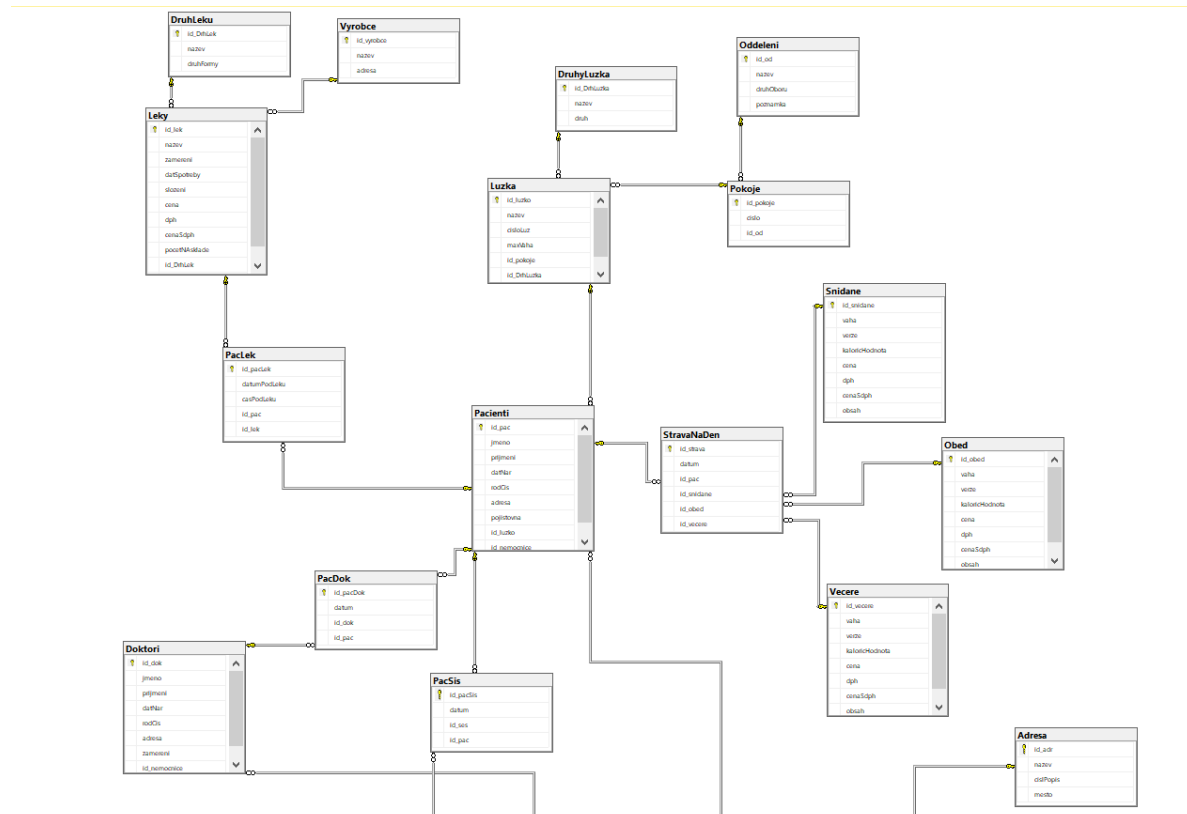 DruhLeku
id_DrhLek
nazev
druhFormy
Vyrobce
id_vyrobce
nazev
adresa
Oddeleni
id_od
nazev
druhOboru
poznamka
DruhyLuzka
id_DrhLuzka
nazev
druh
Leky
id_lek
nazev
zamereni
datSpotreby
slozeni
cena
dph
cenaSdph
pocetNAsklade
id_DrhLek
Luzka
id_luzko
nazev
cisloLuz
maxVaha
id_pokoje
id_DrhLuzka
Pokoje
id_pokoje
cislo
id_od
Snidane
id_snidane
vaha
verze
kaloricHodnota
cena
dph
cenaSdph
obsah
PacLek
id_pacLek
datumPodLeku
casPodLeku
id_pac
id_lek
Pacienti
id_pac
jmeno
prijmeni
datNar
rodCis
adresa
pojistovna
id_luzko
id_nemocnice
StravaNaDen
id_strava
datum
id_pac
id_snidane
id_obed
id_vecere
Obed
id_obed
vaha
verze
kaloricHodnota
cena
dph
cenaSdph
obsah
PacDok
id_pacDok
datum
id_dok
id_pac
Vecere
id_vecere
vaha
verze
kaloricHodnota
cena
dph
cenaSdph
obsah
Doktori
id_dok
jmeno
prijmeni
datNar
rodCis
adresa
zamereni
id_nemocnice
PacSis
id_pacSis
datum
id_ses
id_pac
Adresa
id_adr
nazev
cislPopis
mesto